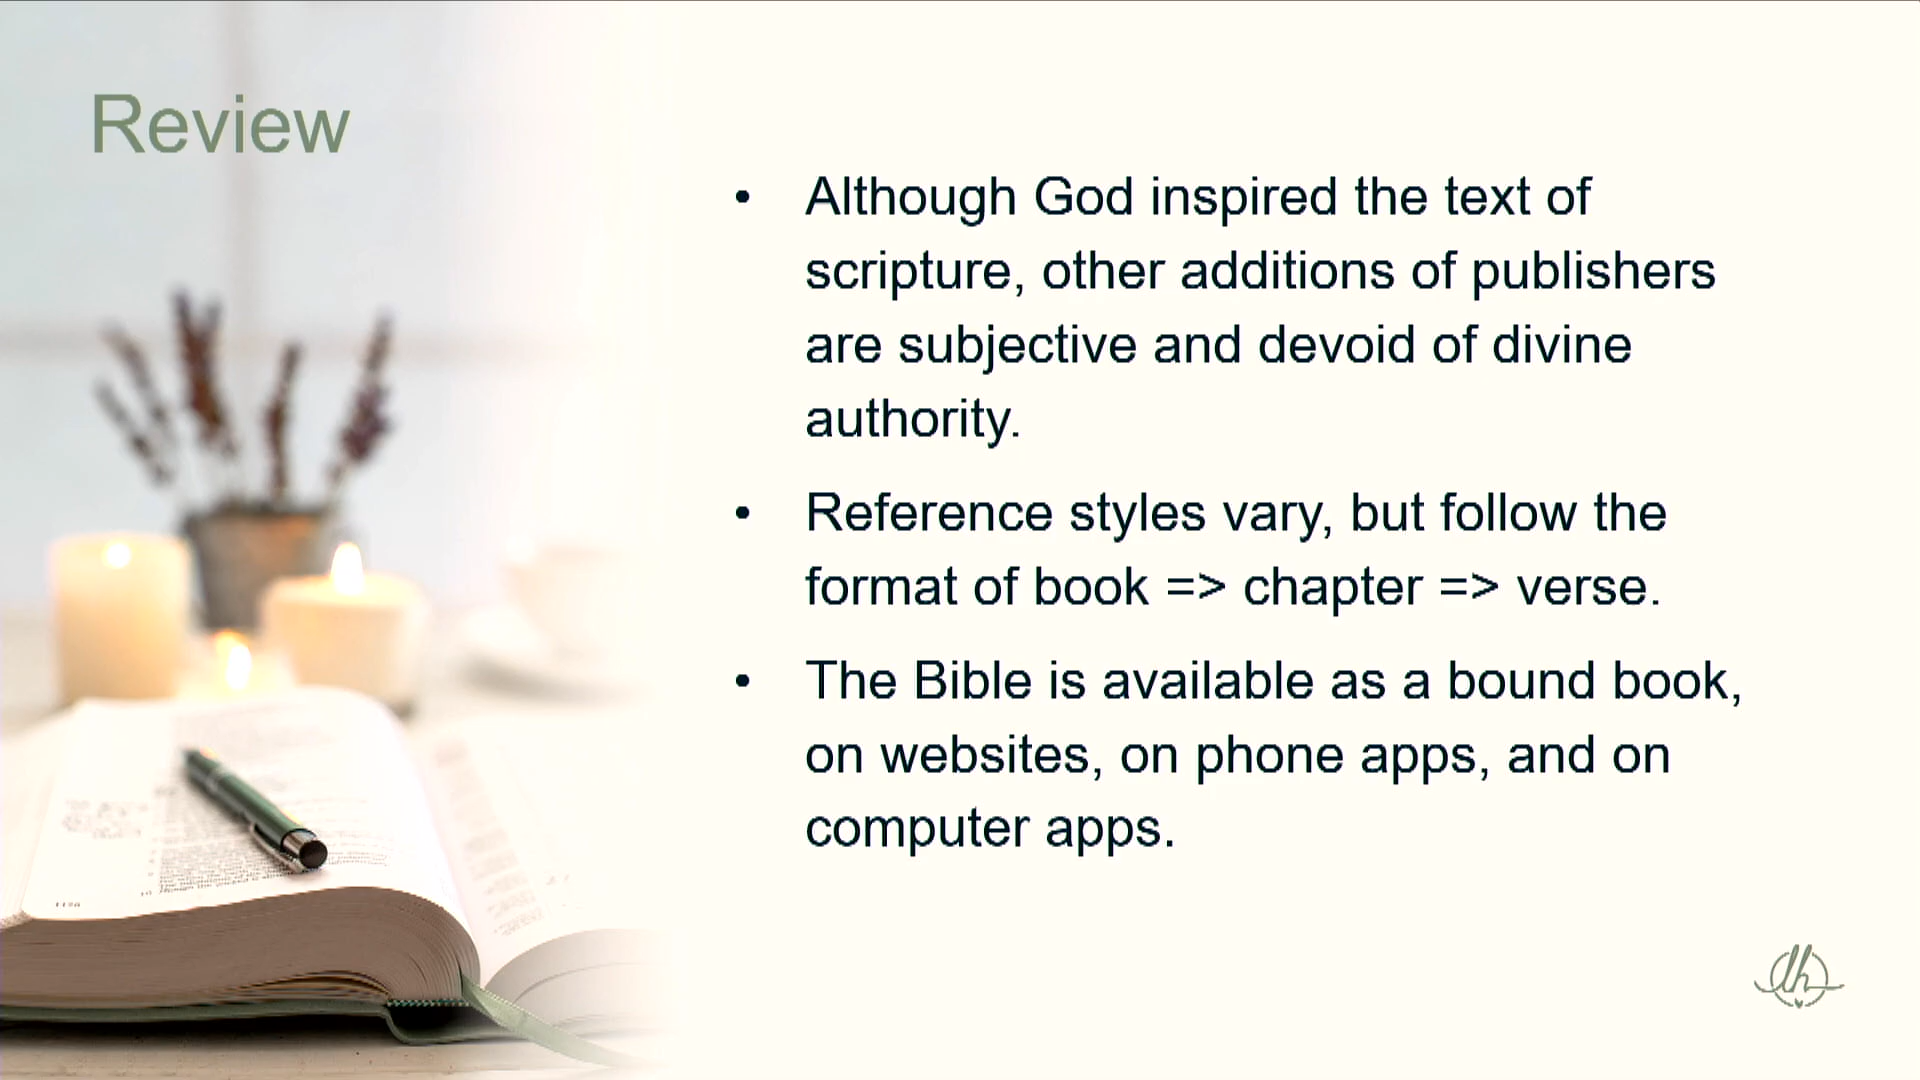 Review
• Although God inspired the text of
scripture, other additions of publishers
are subjective and devoid of divine
authority.
• Reference styles vary, but follow the
format of book => chapter => verse.
• The Bible is available as a bound book,
on websites, on phone apps, and on
computer apps.
lh